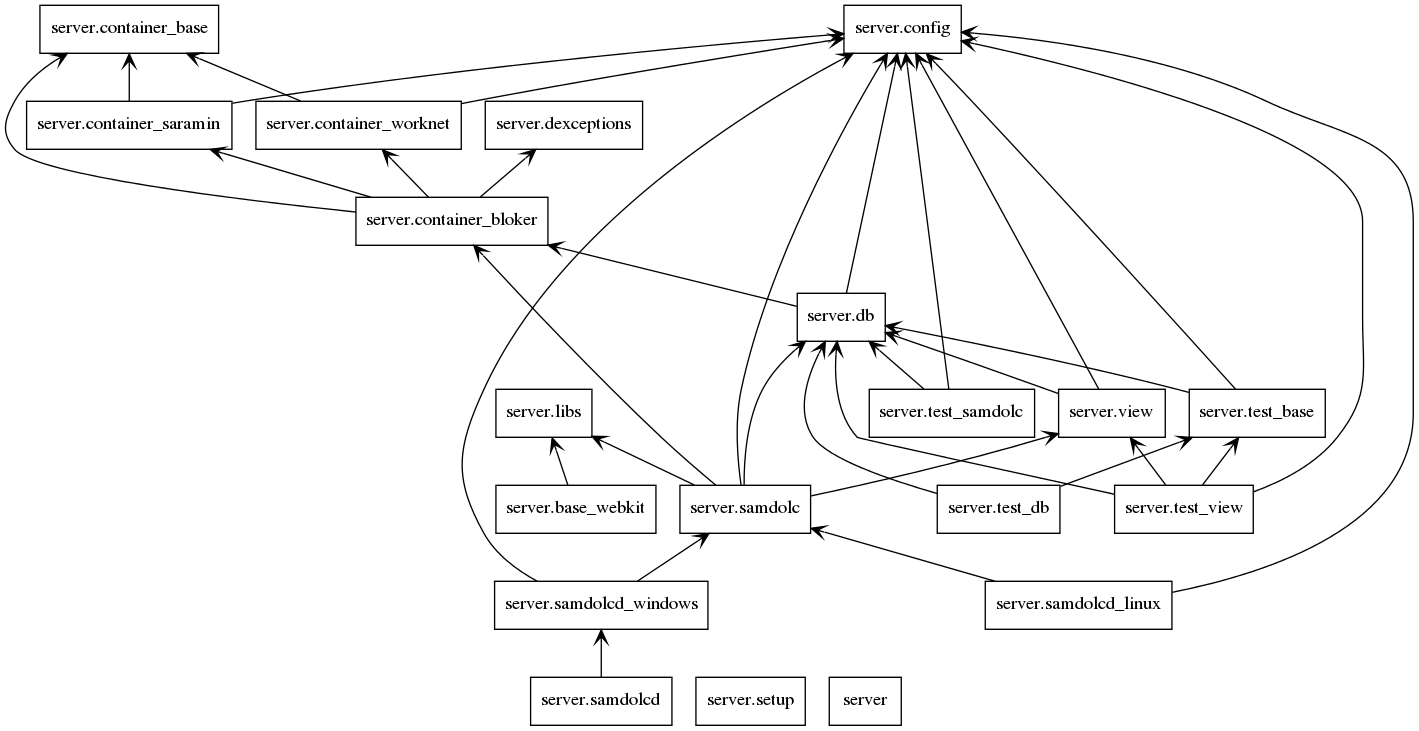 server.container_base
server.config
server.container_saramin
server.container_worknet
server.dexceptions
server.container_bloker
server.db
server.libs
server.test_samdolc
server.view
server.test_base
server.base_webkit
server.samdolc
server.test_db
server.test_view
server.samdolcd_windows
server.samdolcd_linux
server.samdolcd
server.setup
server